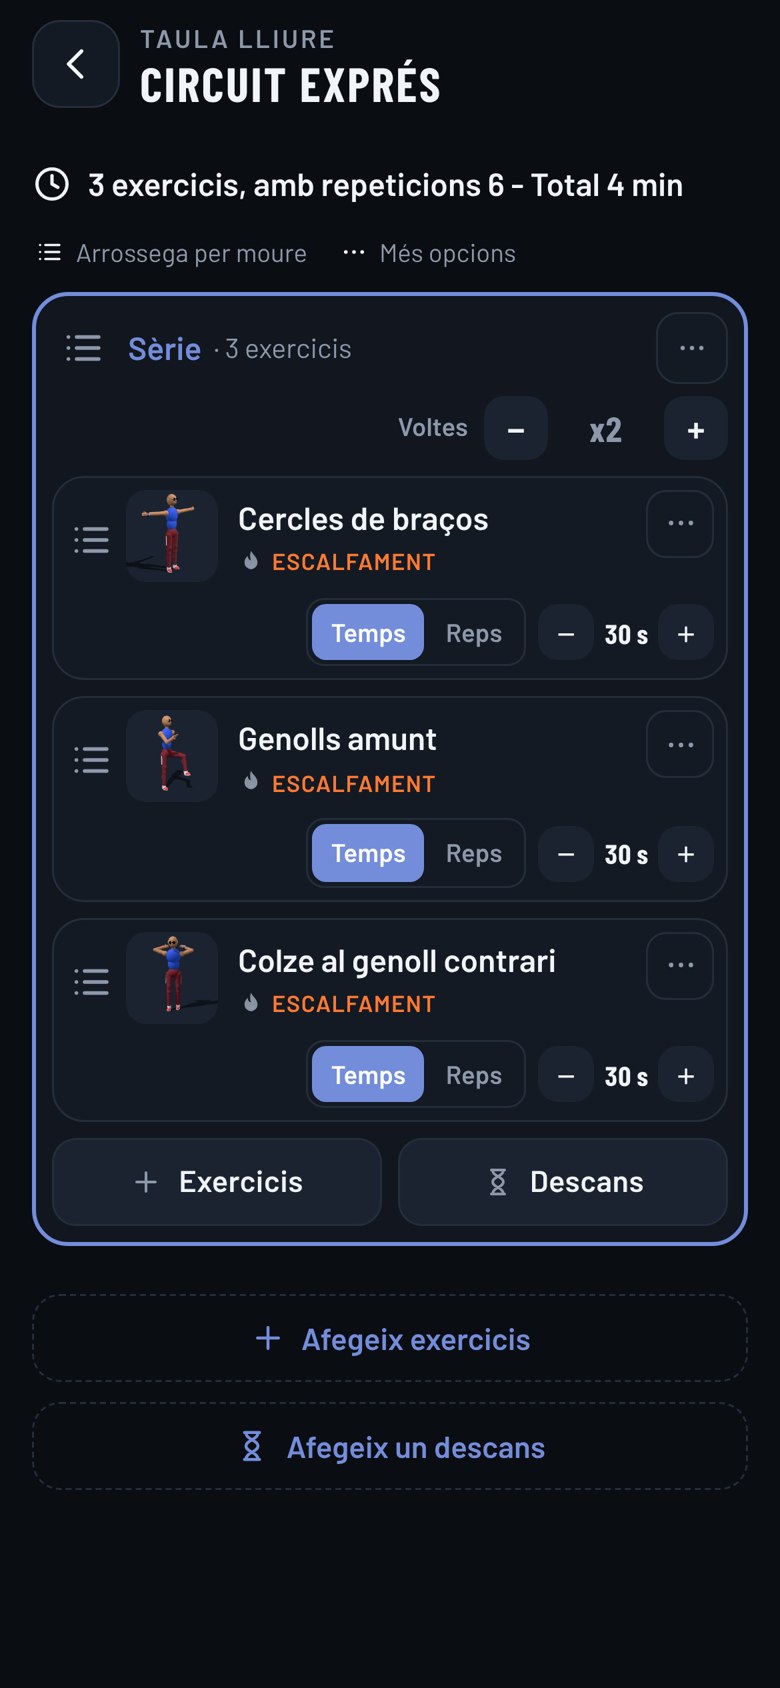 TAULA LLIURE
CIRCUIT EXPRÉS
3 exercicis, amb repeticions 6 - Total 4 min
Arrossega per moure ··· Més opcions
Sèrie · 3 exercicis ···
Voltes − x2 +
Cercles de braços ···
ESCALFAMENT
Temps Reps − 30 s +
Genolls amunt ···
ESCALFAMENT
Temps Reps − 30 s +
Colze al genoll contrari ···
ESCALFAMENT
Temps Reps − 30 s +
+ Exercicis Descans
+ Afegeix exercicis
Afegeix un descans